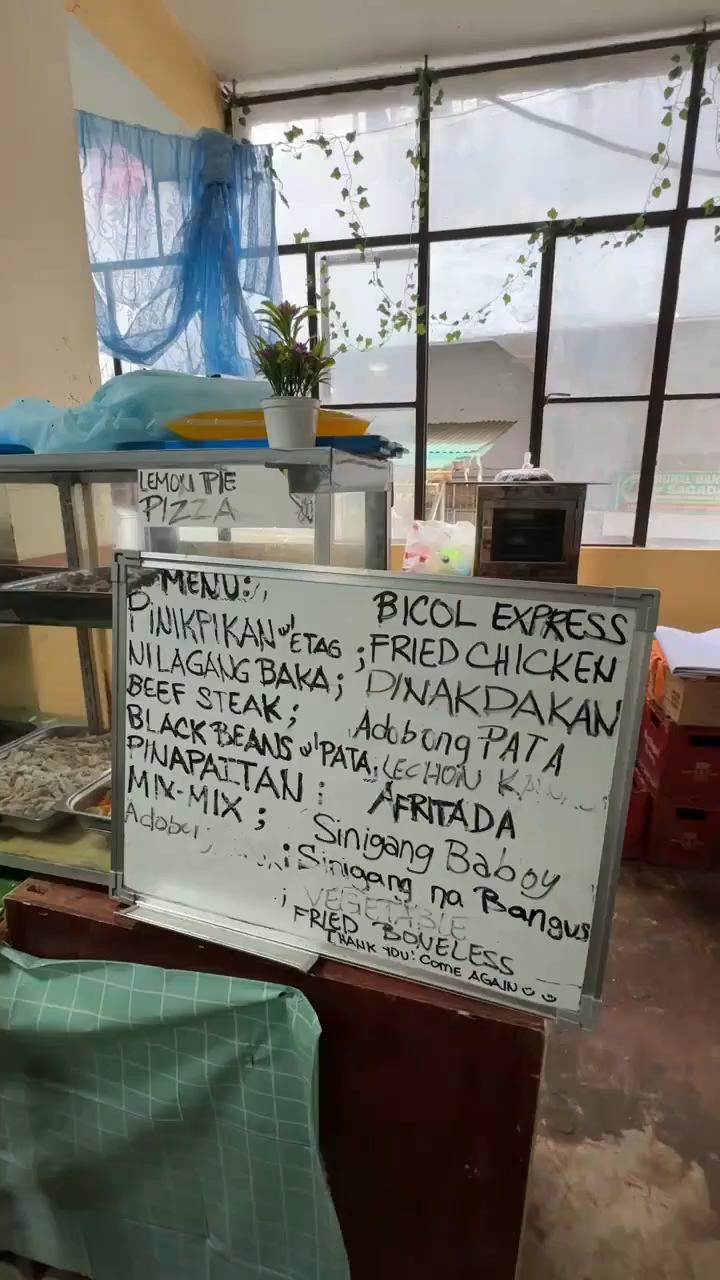 LEMON PIE
PIZZA
MENU:
PINIKPIKAN w/ ETAG ;
NILAGANG BAKA;
BEEF STEAK;
BLACK BEANS w/ PATA
PINAPAITAN ;
MIX-MIX ;
BICOL EXPRESS
FRIED CHICKEN
DINAKDAKAN
Adobong PATA
LECHON
AFRITADA
Sinigang Baboy
; Sinigang na Bangus
; VEGETABLE
FRIED BONELESS
THANK YOU! COME AGAIN
SAGADA